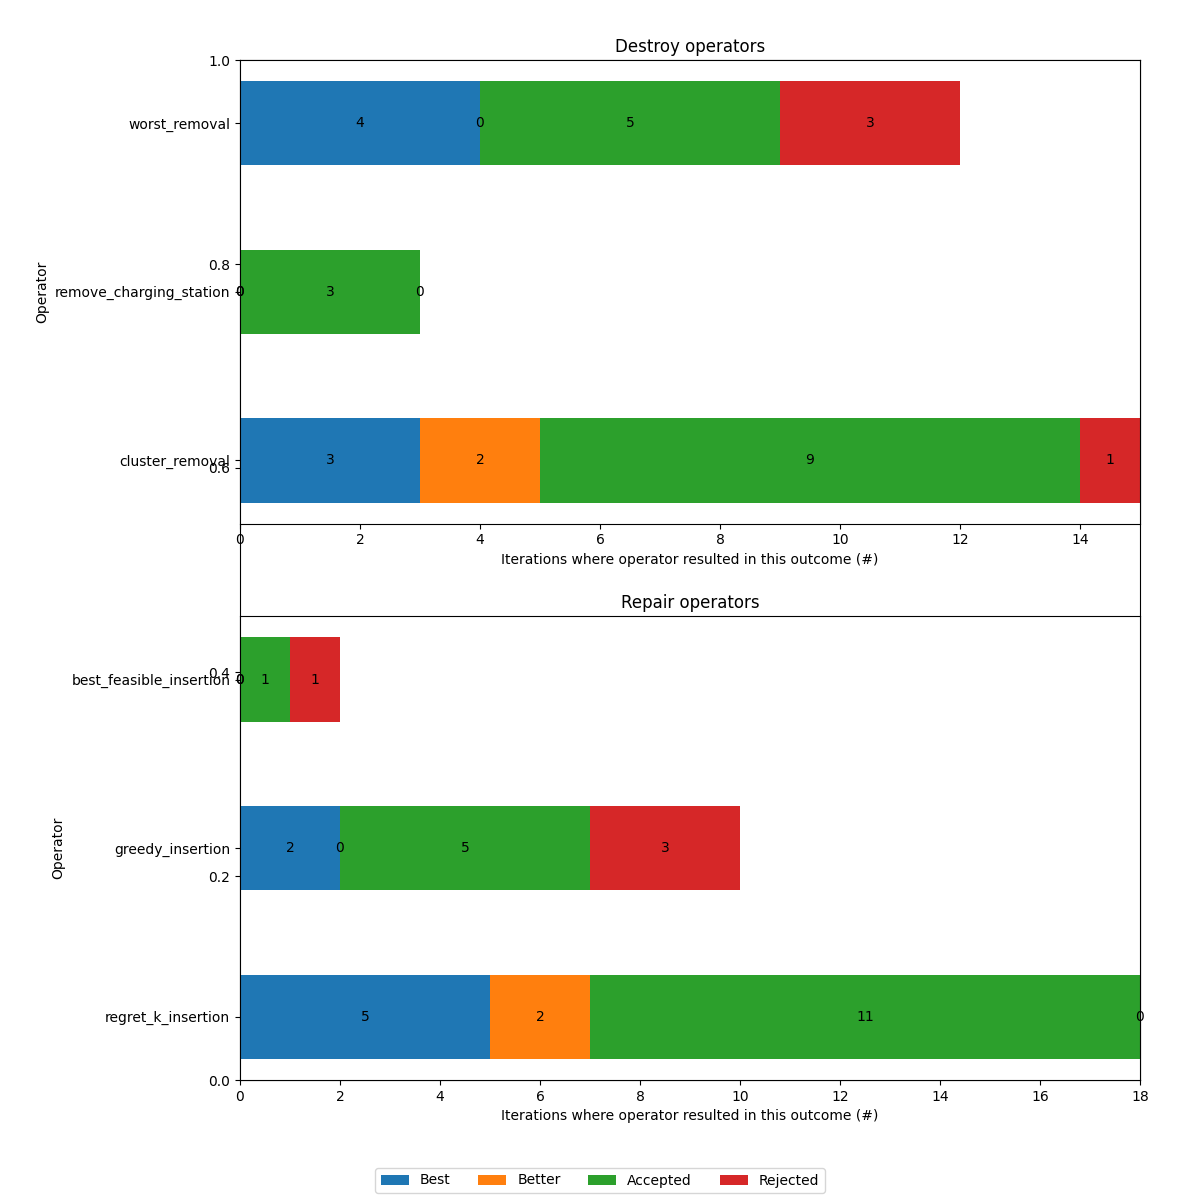 Destroy operators
1.0
worst_removal
4 0 5 3
0.8
Operator
remove_charging_station
0 3 0
cluster_removal
0.6
3 2 9 1
0 2 4 6 8 10 12 14
Iterations where operator resulted in this outcome (#)
Repair operators
0.4
best_feasible_insertion
0 1 1
Operator
greedy_insertion
2 0 5 3
0.2
regret_k_insertion
5 2 11 0
0.0
0 2 4 6 8 10 12 14 16 18
Iterations where operator resulted in this outcome (#)
Best Better Accepted Rejected